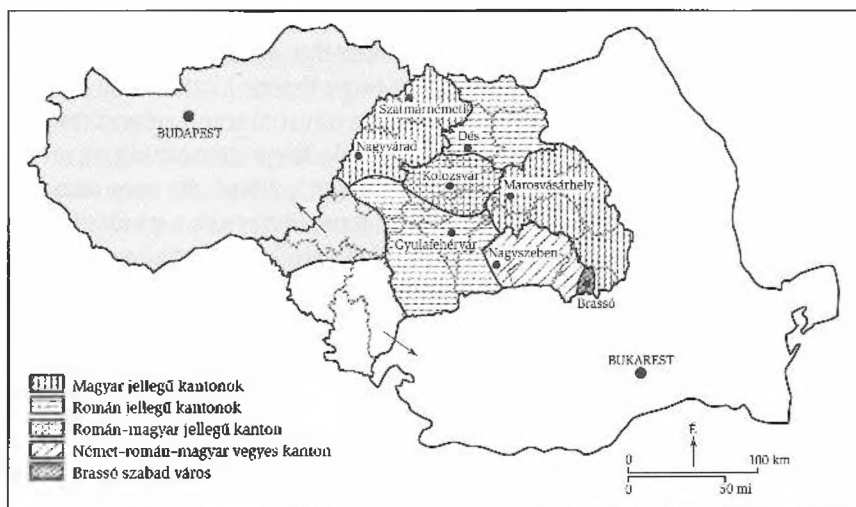 BUDAPEST
Szatmárnémeti
Dés
Nagyvárad
Kolozsvár
Marosvásárhely
Gyulafehérvár
Nagyszeben
Brassó
BUKAREST
Magyar jellegű kantonok
Román jellegű kantonok
Román–magyar jellegű kanton
Német–román–magyar vegyes kanton
Brassó szabad város
É
0 100 km
0 50 mi